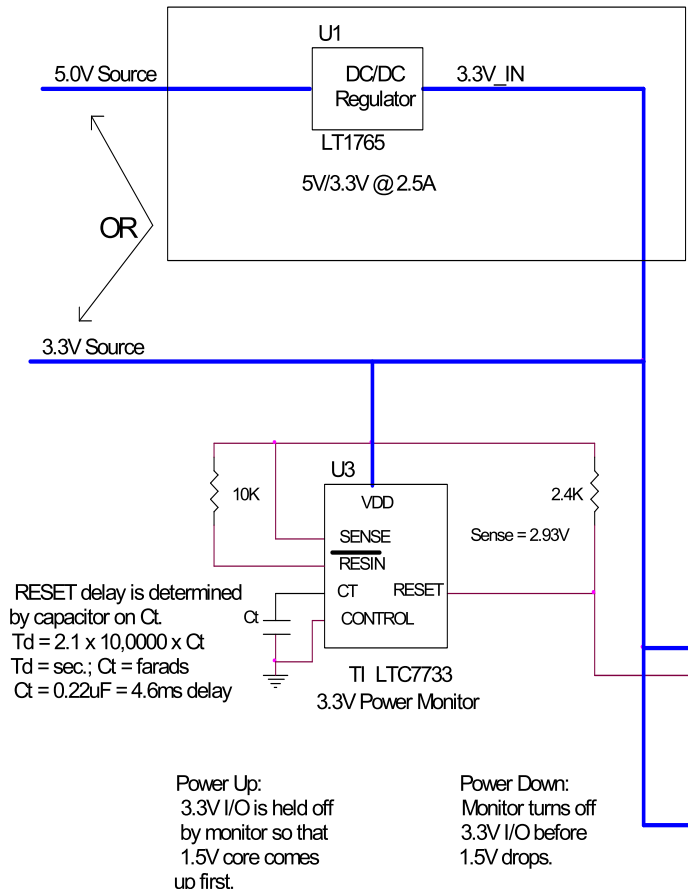 U1
5.0V Source
DC/DC
Regulator
3.3V_IN
LT1765
5V/3.3V @ 2.5A
OR
3.3V Source
U3
10K
VDD
2.4K
SENSE
Sense = 2.93V
RESIN
CT
RESET
Ct
CONTROL
RESET delay is determined
by capacitor on Ct.
Td = 2.1 x 10,0000 x Ct
Td = sec.; Ct = farads
Ct = 0.22uF = 4.6ms delay
TI LTC7733
3.3V Power Monitor
Power Up:
3.3V I/O is held off
by monitor so that
1.5V core comes
up first.
Power Down:
Monitor turns off
3.3V I/O before
1.5V drops.